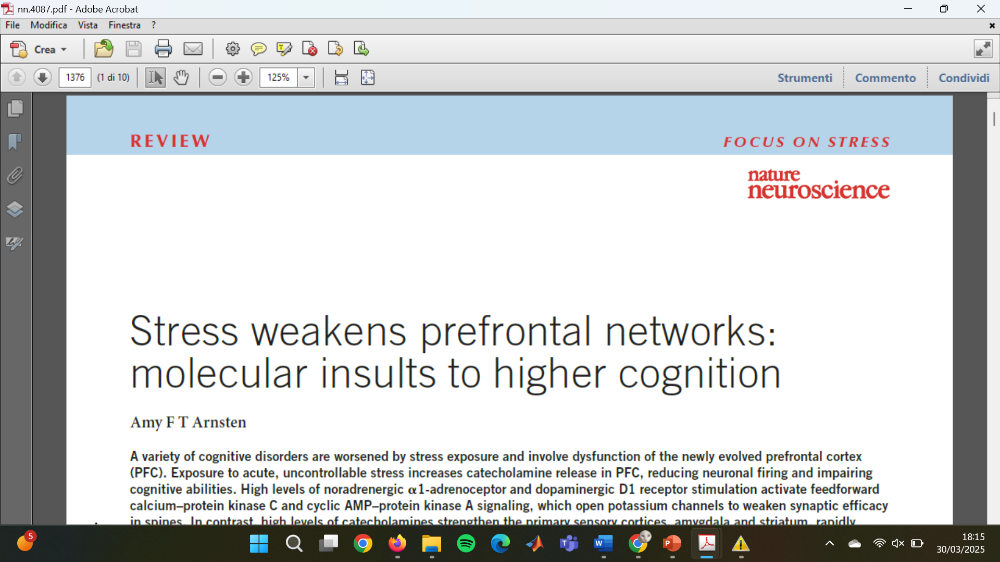 nn.4087.pdf - Adobe Acrobat
File Modifica Vista Finestra ?
Crea
1376 (1 di 10) 125% Strumenti Commento Condividi
REVIEW FOCUS ON STRESS
nature
neuroscience
Stress weakens prefrontal networks:
molecular insults to higher cognition
Amy F T Arnsten
A variety of cognitive disorders are worsened by stress exposure and involve dysfunction of the newly evolved prefrontal cortex
(PFC). Exposure to acute, uncontrollable stress increases catecholamine release in PFC, reducing neuronal firing and impairing
cognitive abilities. High levels of noradrenergic α1-adrenoceptor and dopaminergic D1 receptor stimulation activate feedforward
calcium–protein kinase C and cyclic AMP–protein kinase A signaling, which open potassium channels to weaken synaptic efficacy
in spines. In contrast, high levels of catecholamines strengthen the primary sensory cortices, amygdala and striatum, rapidly
5
18:15
30/03/2025